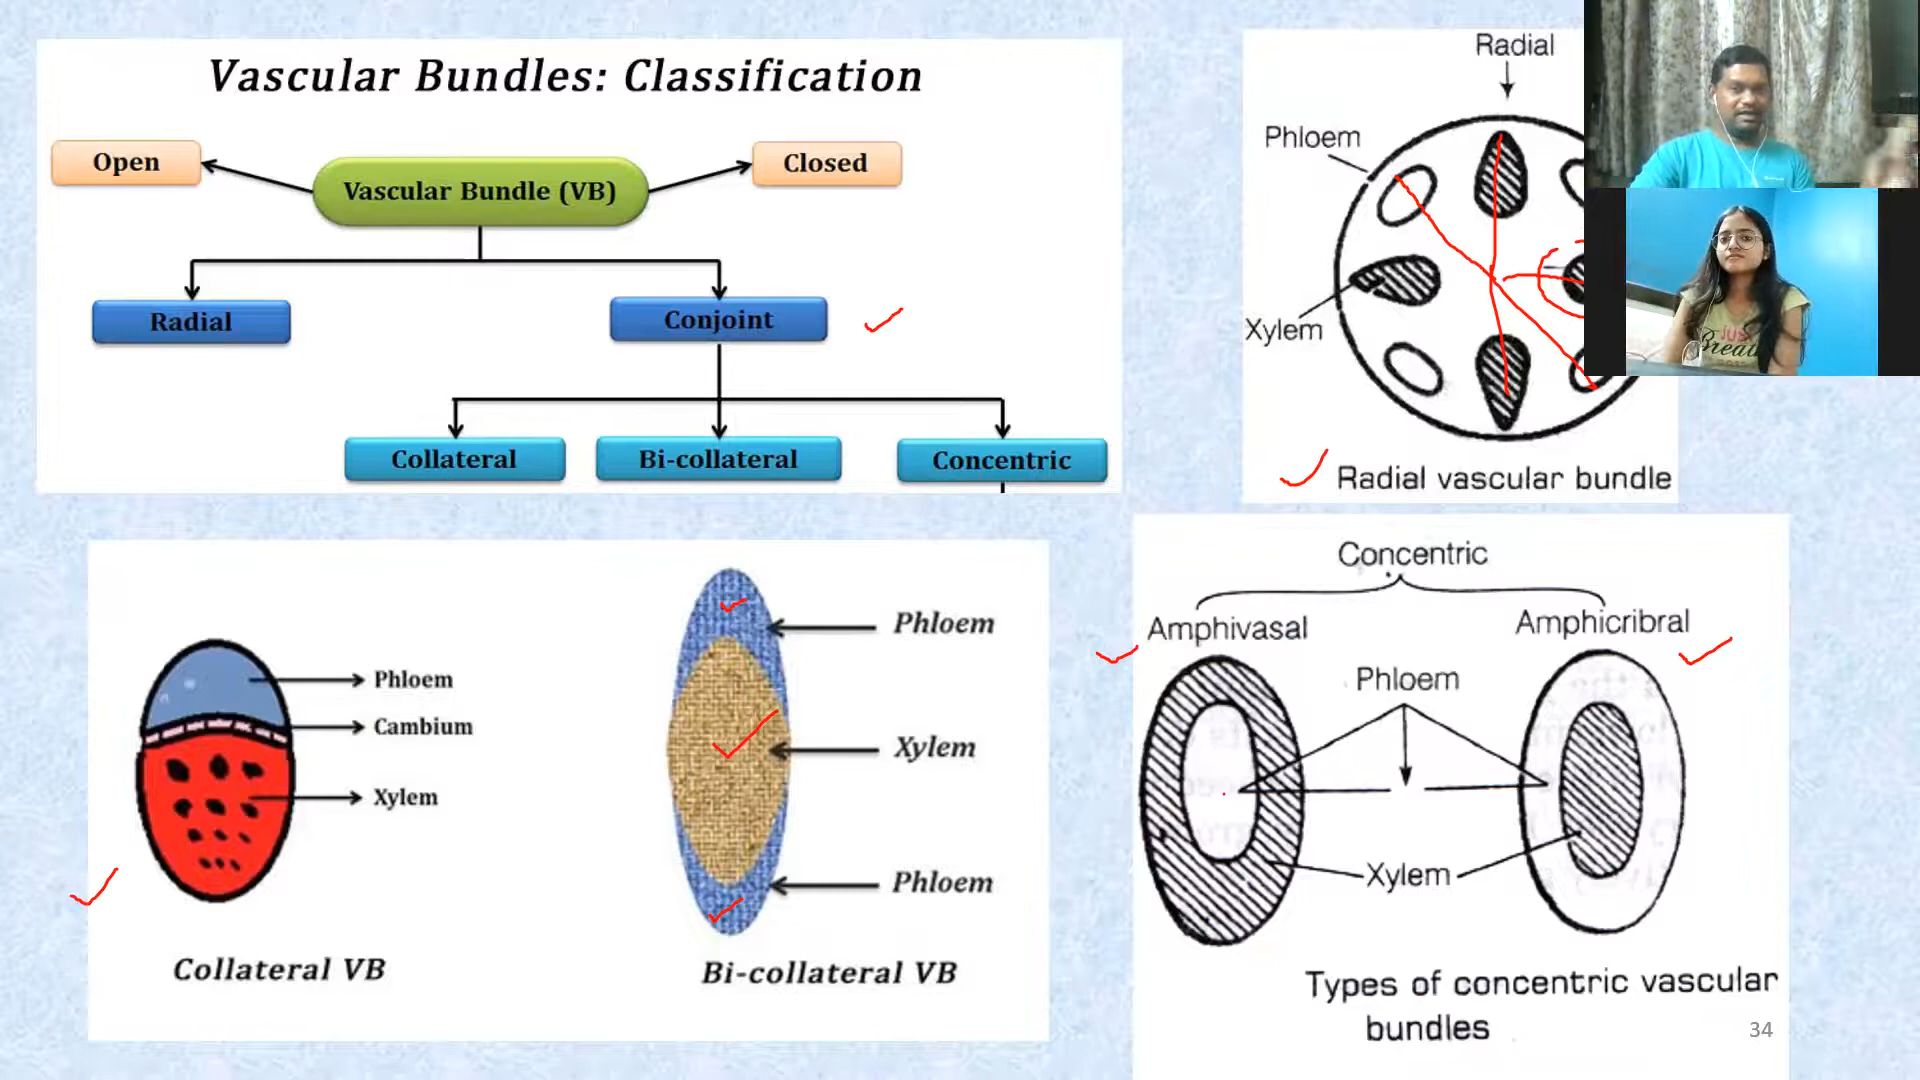 Vascular Bundles: Classification
Open
Vascular Bundle (VB)
Closed
Radial
Conjoint
Collateral
Bi-collateral
Concentric
Radial
Phloem
Xylem
Radial vascular bundle
JUS
Breath
Phloem
Cambium
Xylem
Collateral VB
Phloem
Xylem
Phloem
Bi-collateral VB
Concentric
Amphivasal
Amphicribral
Phloem
Xylem
Types of concentric vascular
bundles
34